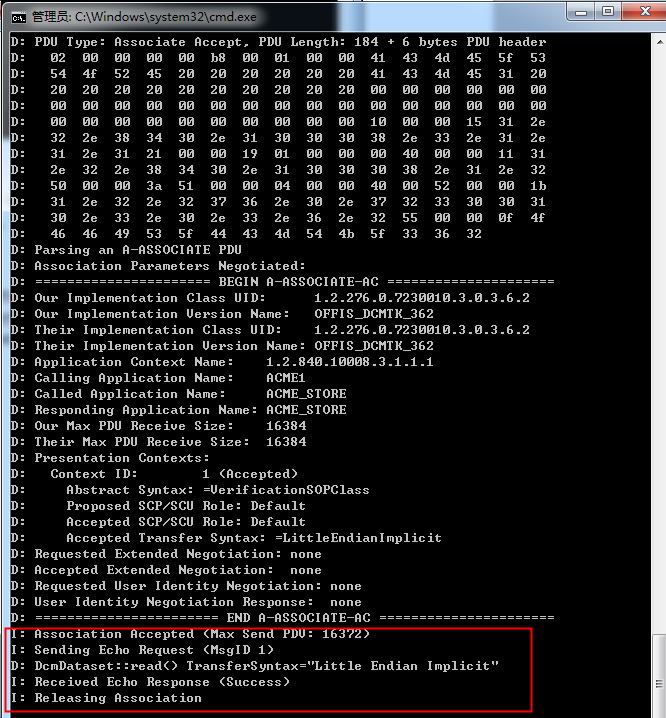 管理员: C:\Windows\system32\cmd.exe
D: PDU Type: Associate Accept, PDU Length: 184 + 6 bytes PDU header
D:   02  00  00  00  00  b8  00  01  00  00  41  43  4d  45  5f  53
D:   54  4f  52  45  20  20  20  20  20  20  41  43  4d  45  31  20
D:   20  20  20  20  20  20  20  20  20  20  00  00  00  00  00  00
D:   00  00  00  00  00  00  00  00  00  00  00  00  00  00  00  00
D:   00  00  00  00  00  00  00  00  00  00  10  00  00  15  31  2e
D:   32  2e  38  34  30  2e  31  30  30  30  38  2e  33  2e  31  2e
D:   31  2e  31  21  00  00  19  01  00  00  00  40  00  00  11  31
D:   2e  32  2e  38  34  30  2e  31  30  30  30  38  2e  31  2e  32
D:   50  00  00  3a  51  00  00  04  00  00  40  00  52  00  00  1b
D:   31  2e  32  2e  32  37  36  2e  30  2e  37  32  33  30  30  31
D:   30  2e  33  2e  30  2e  33  2e  36  2e  32  55  00  00  0f  4f
D:   46  46  49  53  5f  44  43  4d  54  4b  5f  33  36  32
D: Parsing an A-ASSOCIATE PDU
D: Association Parameters Negotiated:
D: ====================== BEGIN A-ASSOCIATE-AC =====================
D: Our Implementation Class UID:      1.2.276.0.7230010.3.0.3.6.2
D: Our Implementation Version Name:   OFFIS_DCMTK_362
D: Their Implementation Class UID:    1.2.276.0.7230010.3.0.3.6.2
D: Their Implementation Version Name: OFFIS_DCMTK_362
D: Application Context Name:    1.2.840.10008.3.1.1.1
D: Calling Application Name:    ACME1
D: Called Application Name:     ACME_STORE
D: Responding Application Name: ACME_STORE
D: Our Max PDU Receive Size:    16384
D: Their Max PDU Receive Size:  16384
D: Presentation Contexts:
D:   Context ID:        1 (Accepted)
D:     Abstract Syntax: =VerificationSOPClass
D:     Proposed SCP/SCU Role: Default
D:     Accepted SCP/SCU Role: Default
D:     Accepted Transfer Syntax: =LittleEndianImplicit
D: Requested Extended Negotiation: none
D: Accepted Extended Negotiation:  none
D: Requested User Identity Negotiation: none
D: User Identity Negotiation Response:  none
D: ======================= END A-ASSOCIATE-AC ======================
I: Association Accepted (Max Send PDV: 16372)
I: Sending Echo Request (MsgID 1)
D: DcmDataset::read() TransferSyntax="Little Endian Implicit"
I: Received Echo Response (Success)
I: Releasing Association